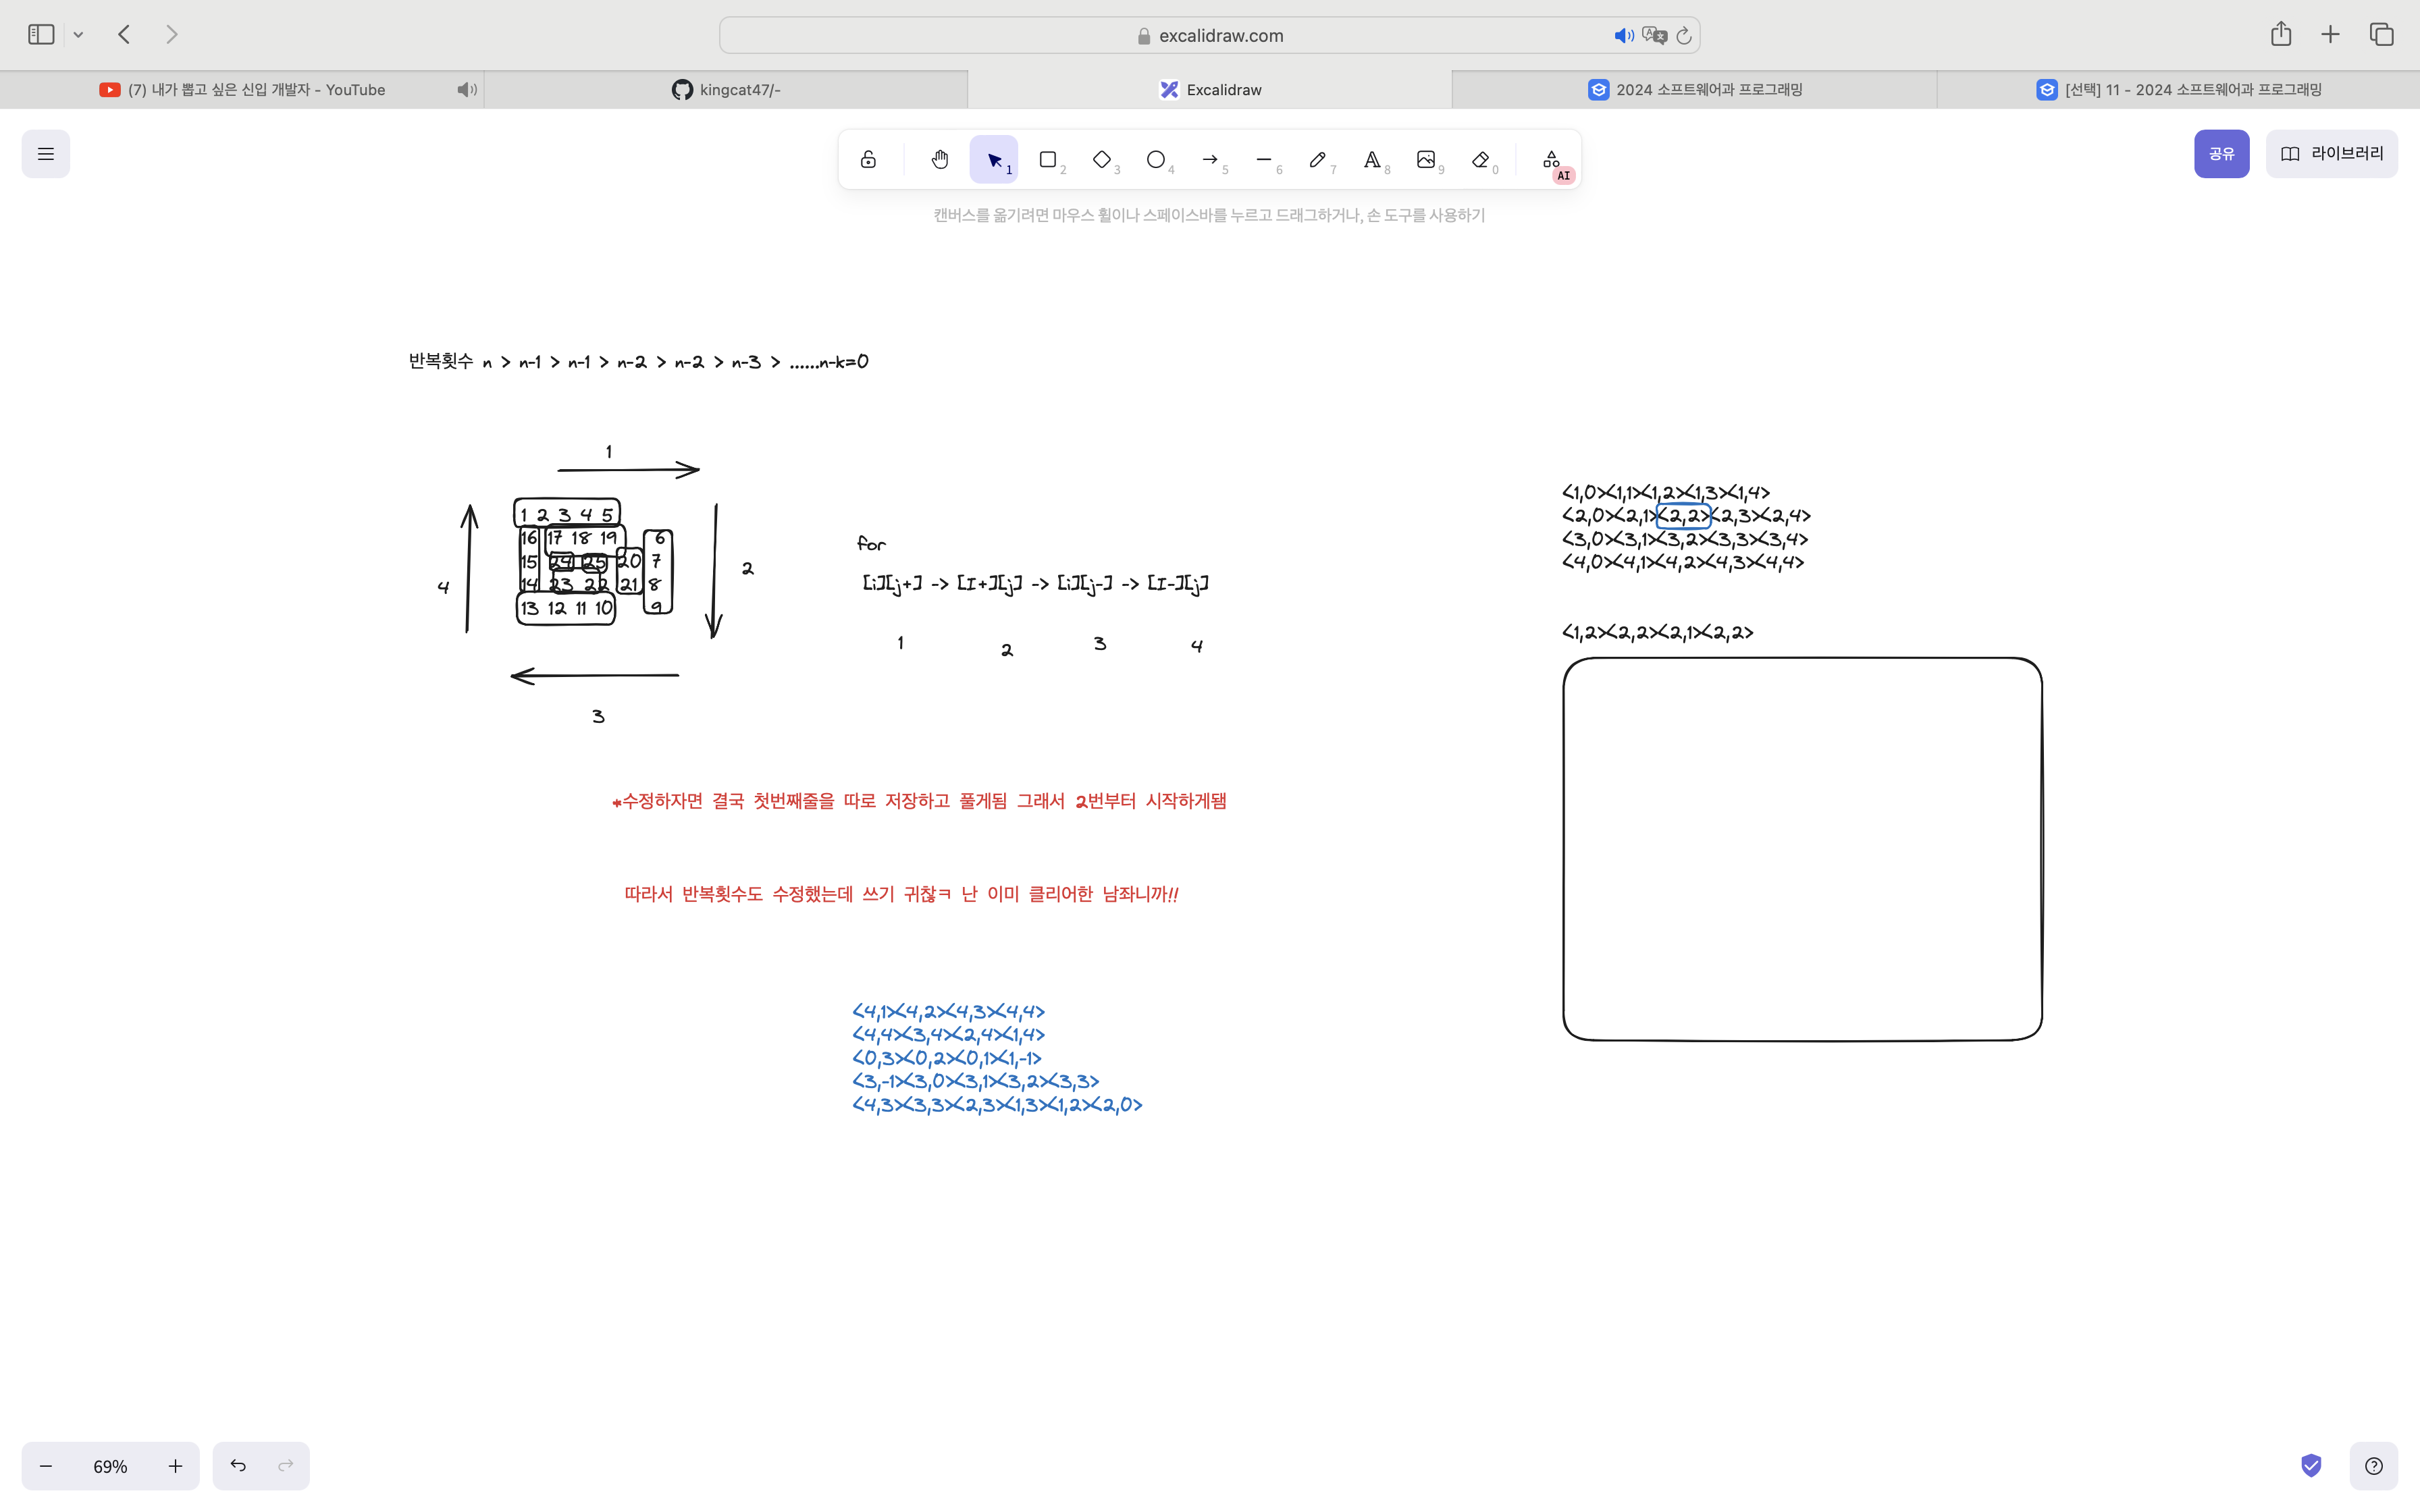 excalidraw.com
(7) 내가 뽑고 싶은 신입 개발자 - YouTube
kingcat47/-
Excalidraw
2024 소프트웨어과 프로그래밍
[선택] 11 - 2024 소프트웨어과 프로그래밍
1 2 3 4 5 6 7 8 9 0 AI
공유
라이브러리
캔버스를 옮기려면 마우스 휠이나 스페이스바를 누르고 드래그하거나, 손 도구를 사용하기
반복횟수 n > n-1 > n-1 > n-2 > n-2 > n-3 > ......n-k=0
1
1 2 3 4 5
16 17 18 19 6
15 24 25 20 7
14 23 22 21 8
13 12 11 10 9
4
2
3
for
[i][j+] -> [I+][j] -> [i][j-] -> [I-][j]
1 2 3 4
<1,0><1,1><1,2><1,3><1,4>
<2,0><2,1><2,2><2,3><2,4>
<3,0><3,1><3,2><3,3><3,4>
<4,0><4,1><4,2><4,3><4,4>
<1,2><2,2><2,1><2,2>
*수정하자면 결국 첫번째줄을 따로 저장하고 풀게됨 그래서 2번부터 시작하게됌
따라서 반복횟수도 수정했는데 쓰기 귀찮ㅋ 난 이미 클리어한 남좌니까!!
<4,1><4,2><4,3><4,4>
<4,4><3,4><2,4><1,4>
<0,3><0,2><0,1><1,-1>
<3,-1><3,0><3,1><3,2><3,3>
<4,3><3,3><2,3><1,3><1,2><2,0>
69%